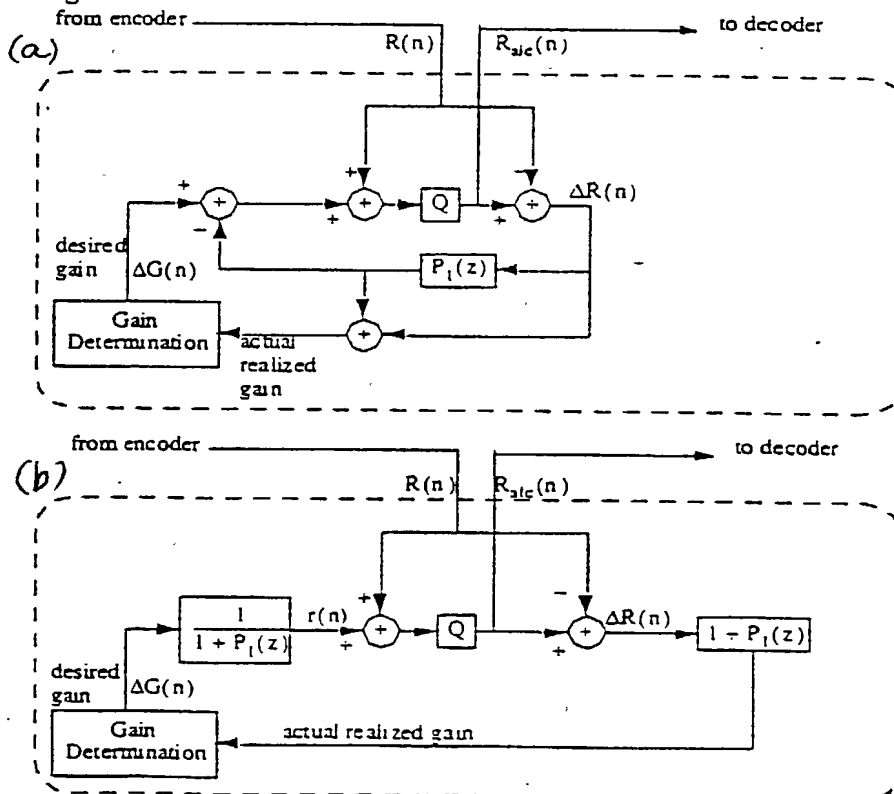 from encoder
to decoder
(a)
R(n)
R_alc(n)
+
+
−
+
+
Q
+
ΔR(n)
+
−
+
+
desired
gain
ΔG(n)
P_1(z)
Gain
Determination
+
actual
realized
gain
from encoder
to decoder
(b)
R(n)
R_alc(n)
+
−
1
1 + P_1(z)
r(n)
+
+
Q
+
+
ΔR(n)
1 + P_1(z)
desired
gain
ΔG(n)
Gain
Determination
actual realized gain